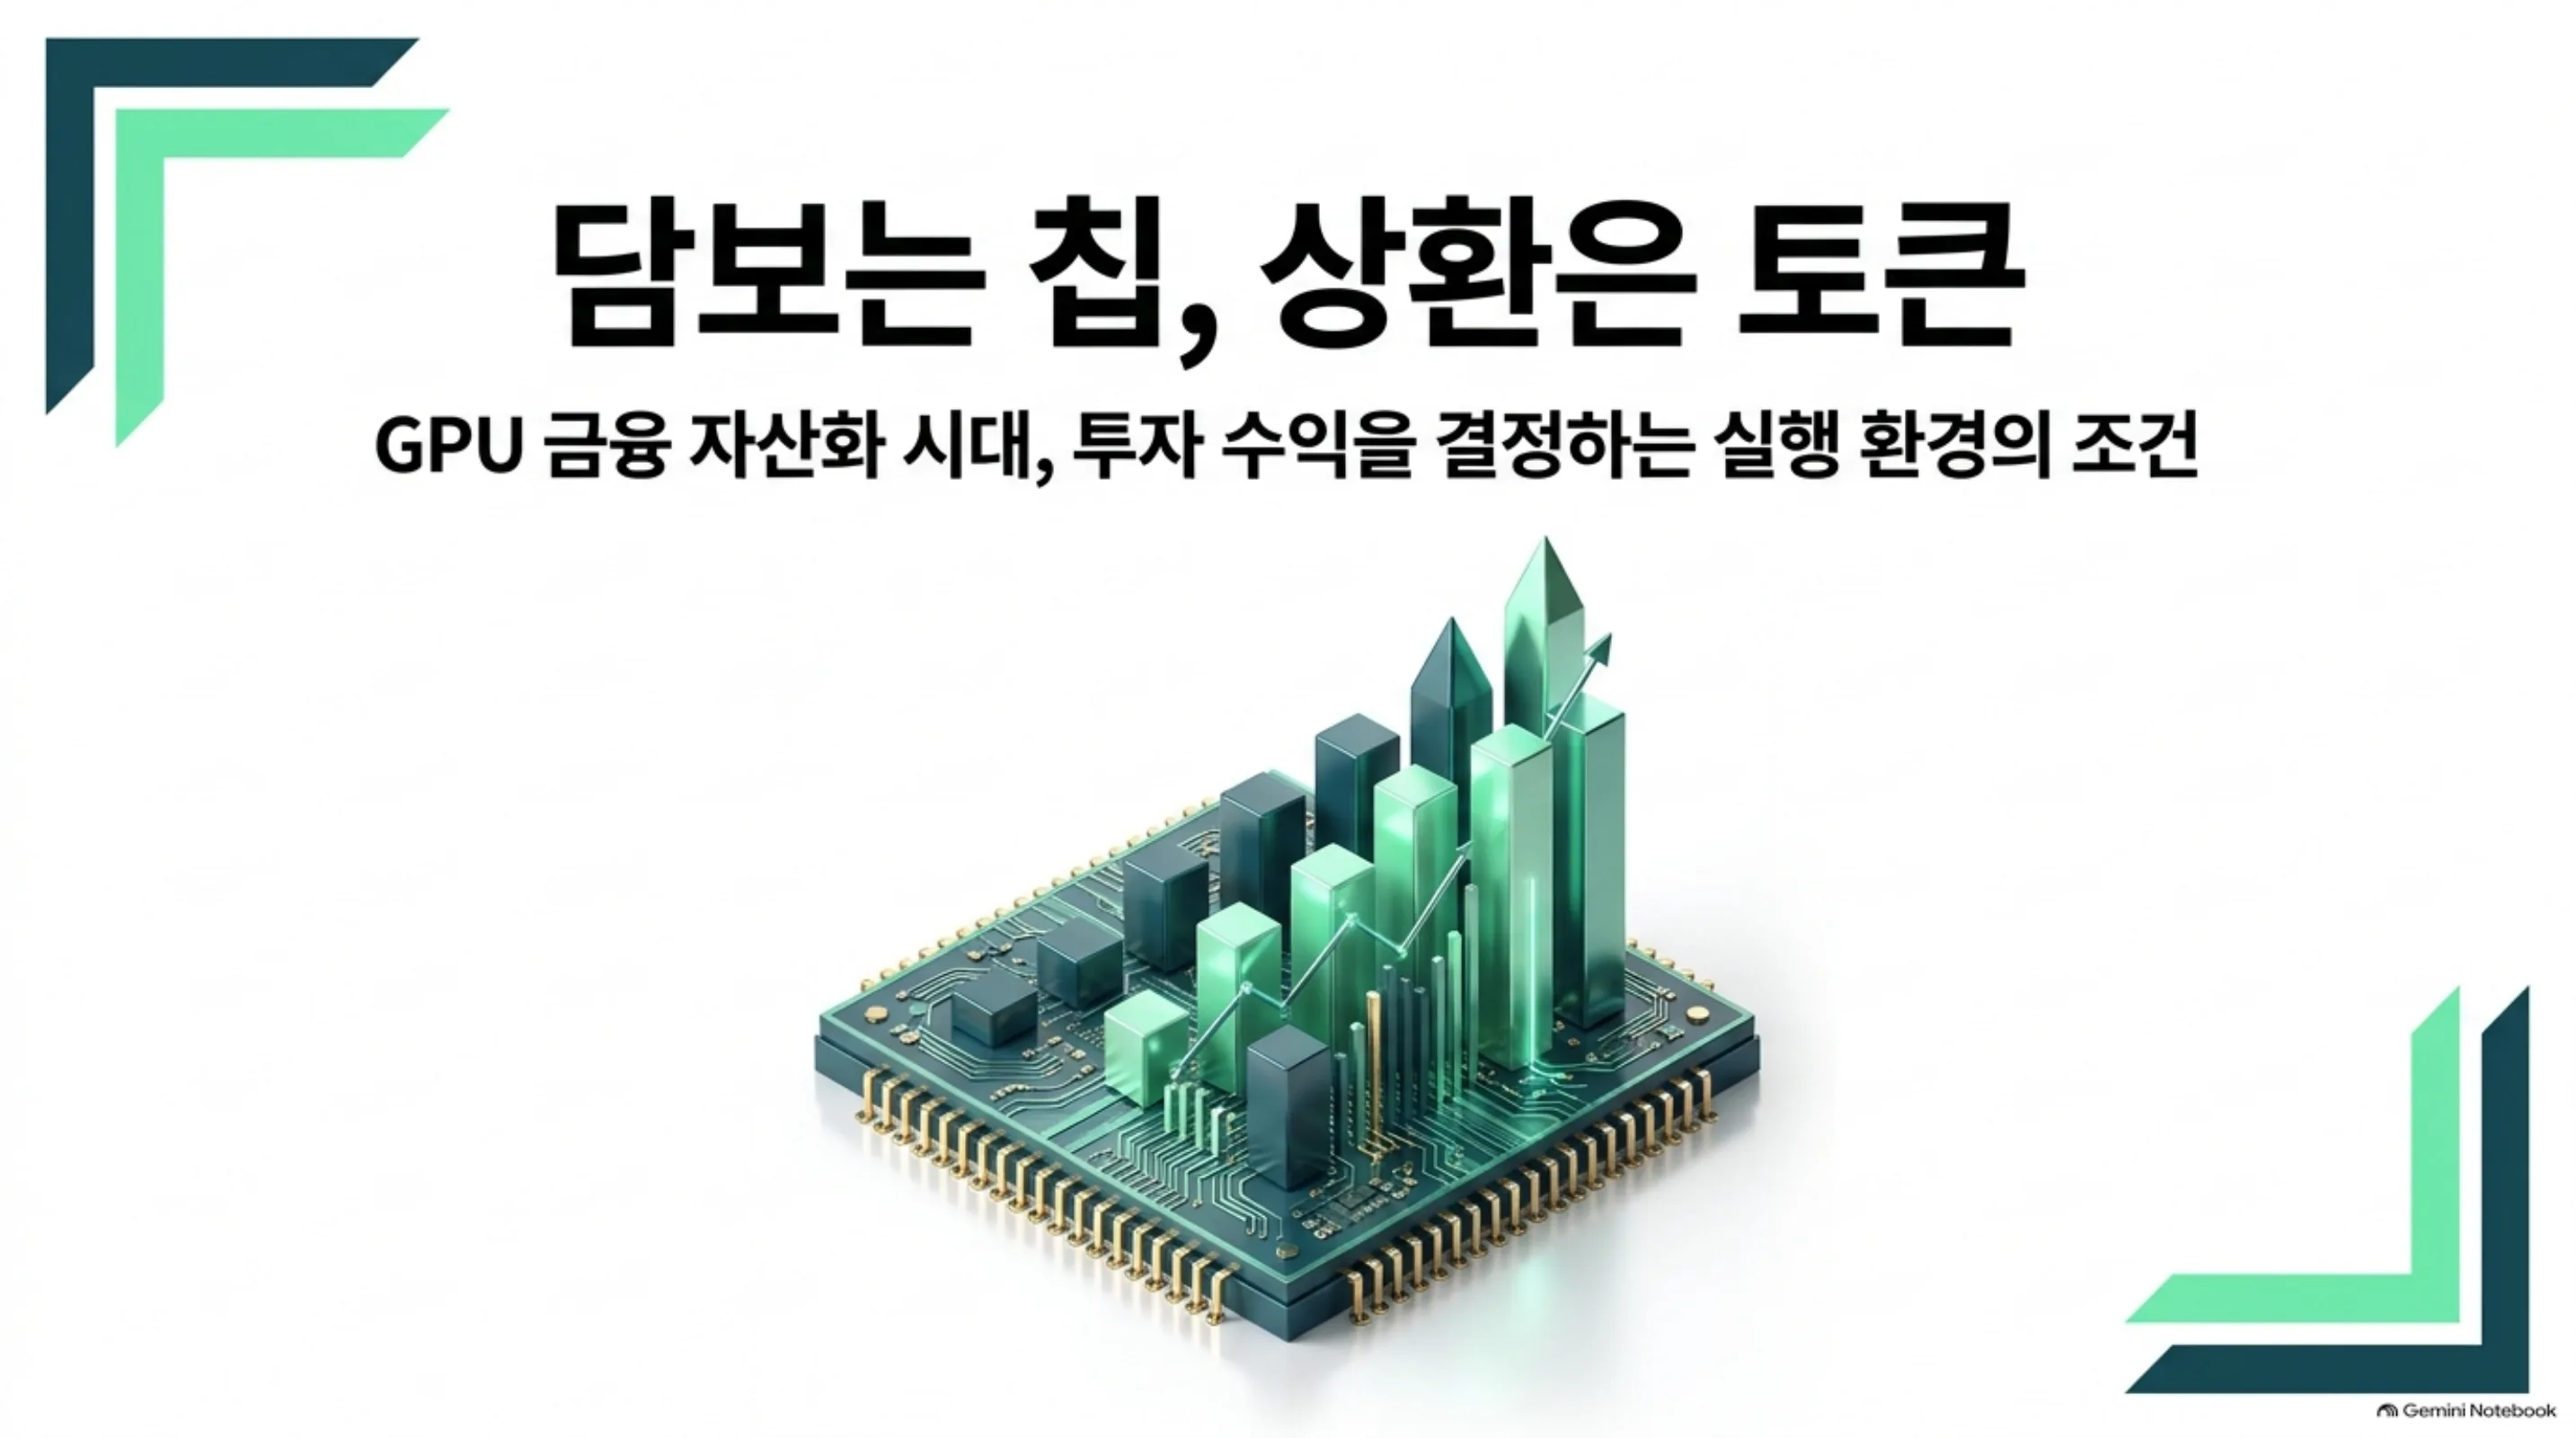 담보는 칩, 상환은 토큰
GPU 금융 자산화 시대, 투자 수익을 결정하는 실행 환경의 조건
Gemini Notebook